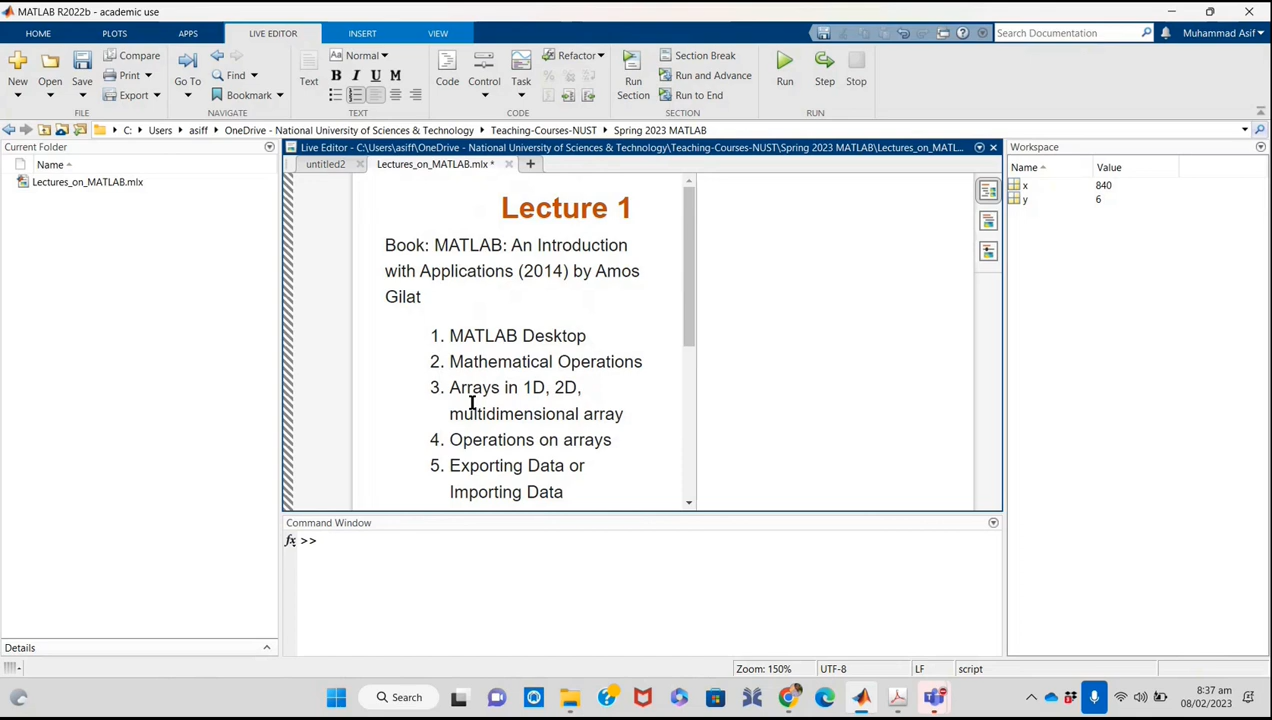 MATLAB R2022b - academic use
HOME PLOTS APPS LIVE EDITOR INSERT VIEW Search Documentation Muhammad Asif
New Open Save Compare Print Export Go To Find Bookmark Text Normal B I U M Code Control Task Refactor Run Section Section Break Run and Advance Run to End Run Step Stop
FILE NAVIGATE TEXT CODE SECTION RUN
C: Users asiff OneDrive - National University of Sciences & Technology Teaching-Courses-NUST Spring 2023 MATLAB
Current Folder
Name
Lectures_on_MATLAB.mlx
Details
Live Editor - C:\Users\asiff\OneDrive - National University of Sciences & Technology\Teaching-Courses-NUST\Spring 2023 MATLAB\Lectures_on_MATL...
untitled2 Lectures_on_MATLAB.mlx *
Lecture 1
Book: MATLAB: An Introduction
with Applications (2014) by Amos
Gilat
1. MATLAB Desktop
2. Mathematical Operations
3. Arrays in 1D, 2D,
multidimensional array
4. Operations on arrays
5. Exporting Data or
Importing Data
Command Window
fx >>
Workspace
Name Value
x 840
y 6
Zoom: 150% UTF-8 LF script
Search
8:37 am
08/02/2023